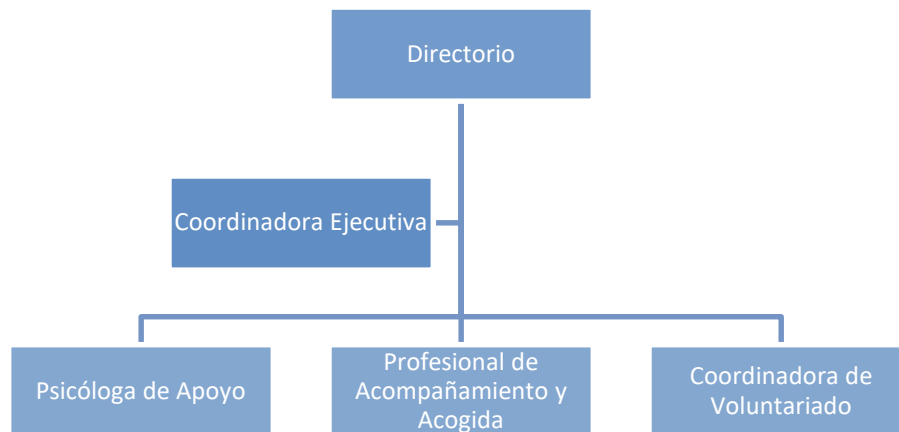 Directorio
Coordinadora Ejecutiva
Psicóloga de Apoyo
Profesional de
Acompañamiento y
Acogida
Coordinadora de
Voluntariado